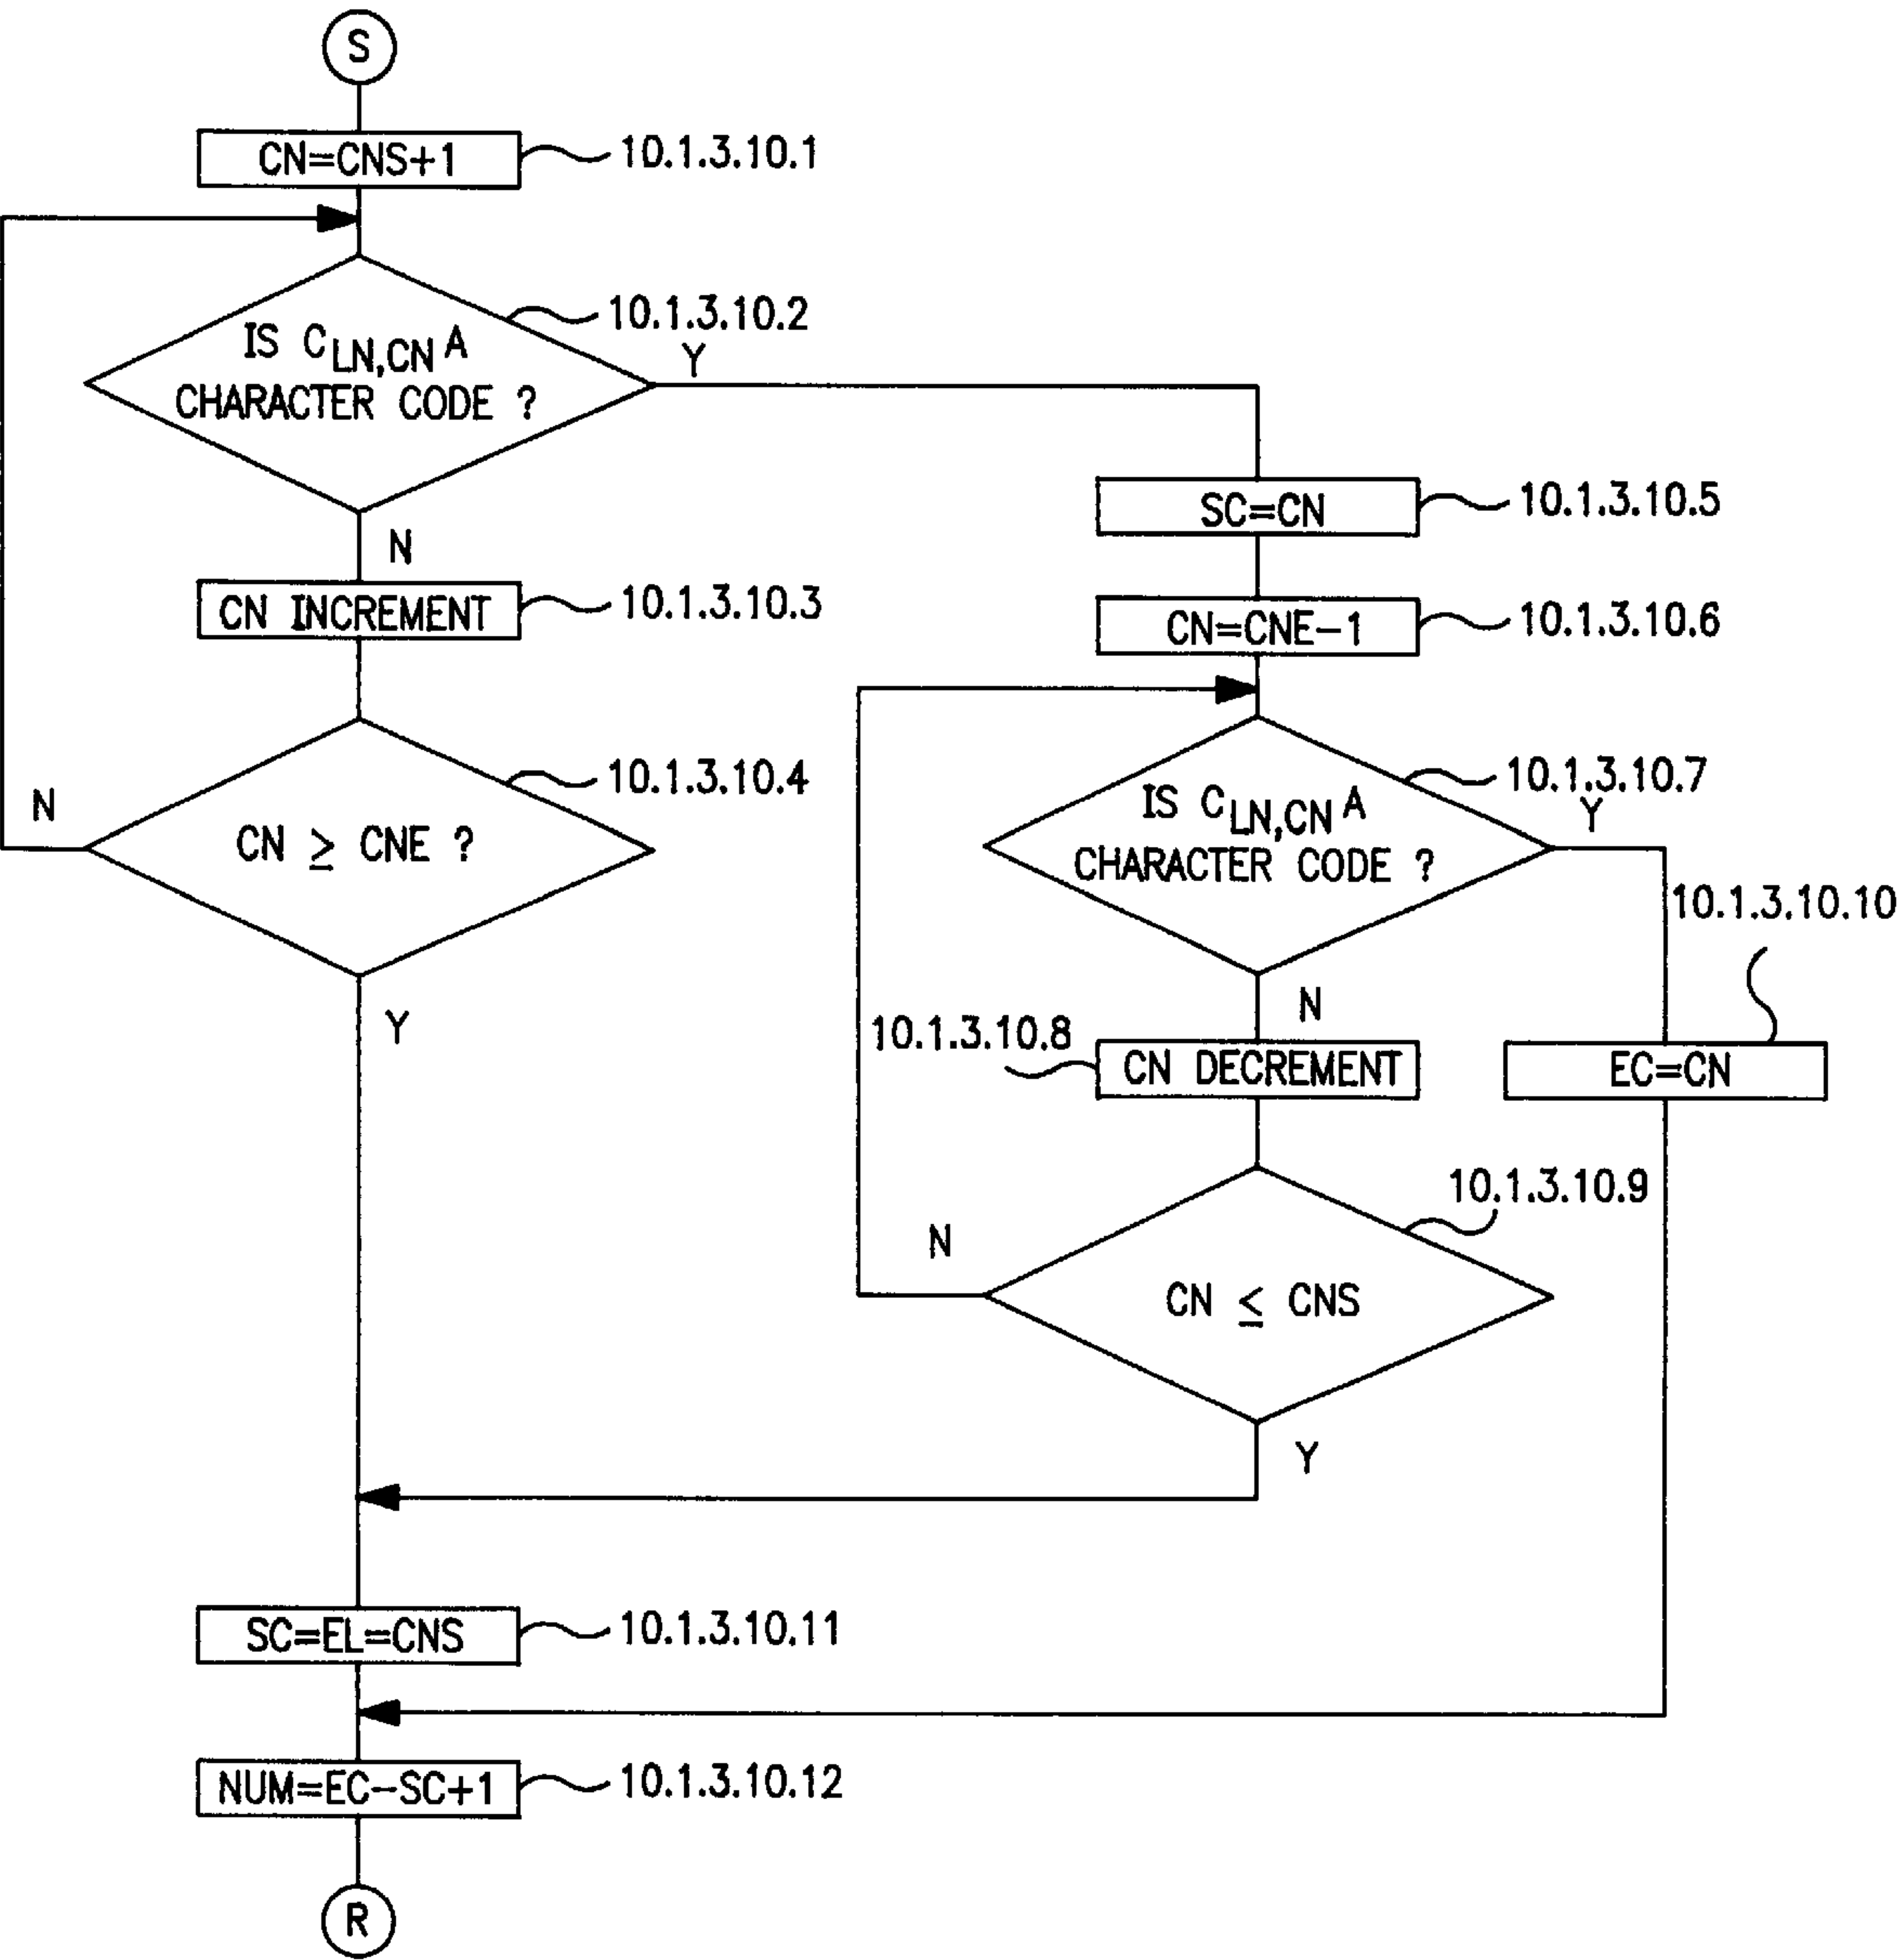 S
CN=CNS+1
10.1.3.10.1
10.1.3.10.2
IS C LN,CN A
CHARACTER CODE ?
Y
N
CN INCREMENT
10.1.3.10.3
10.1.3.10.4
N
CN ≥ CNE ?
Y
SC=CN
10.1.3.10.5
CN=CNE-1
10.1.3.10.6
10.1.3.10.7
IS C LN,CN A
CHARACTER CODE ?
Y
10.1.3.10.10
N
10.1.3.10.8
CN DECREMENT
EC=CN
10.1.3.10.9
N
CN ≤ CNS
Y
SC=EL=CNS
10.1.3.10.11
NUM=EC-SC+1
10.1.3.10.12
R